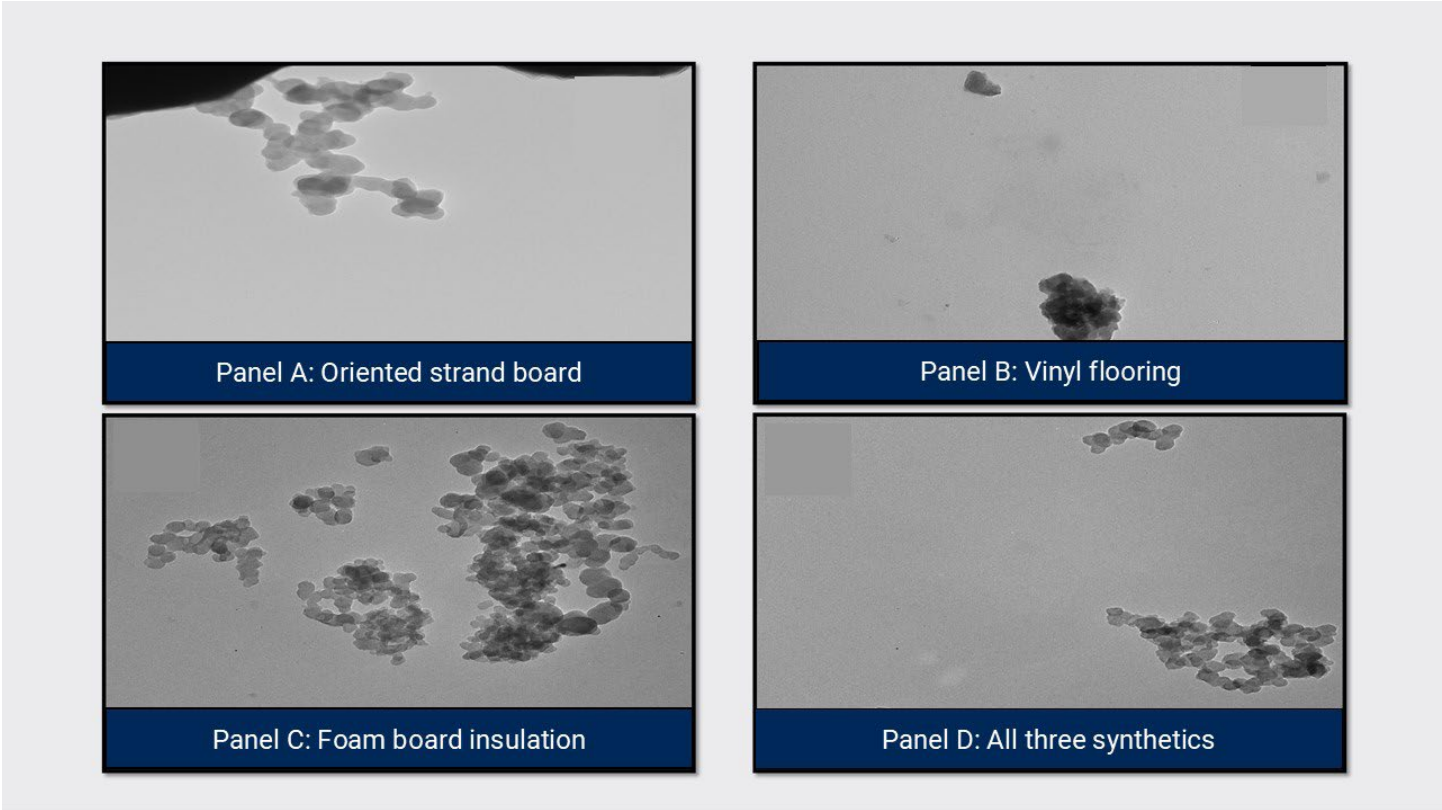 Panel A: Oriented strand board
Panel B: Vinyl flooring
Panel C: Foam board insulation
Panel D: All three synthetics